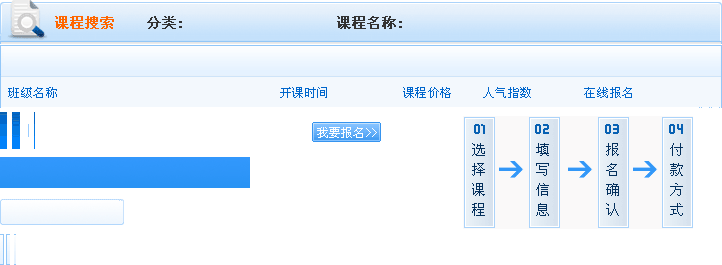 课程搜索 分类： 课程名称：
班级名称 开课时间 课程价格 人气指数 在线报名
我要报名>>
01 选择课程
02 填写信息
03 报名确认
04 付款方式